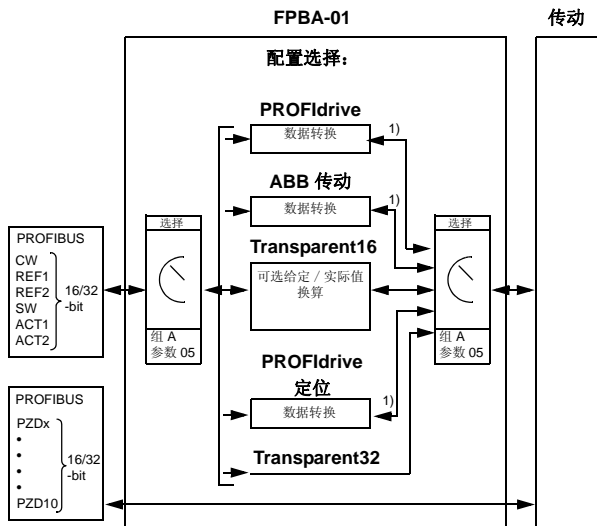 FPBA-01
传动
配置选择：
PROFIdrive
数据转换
1)
ABB 传动
数据转换
1)
选择
组 A
参数 05
Transparent16
可选给定 / 实际值
换算
选择
组 A
参数 05
PROFIBUS
CW
REF1
REF2
SW
ACT1
ACT2
16/32
-bit
PROFIdrive
定位
数据转换
1)
Transparent32
PROFIBUS
PZDx
•
•
•
•
PZD10
16/32
-bit